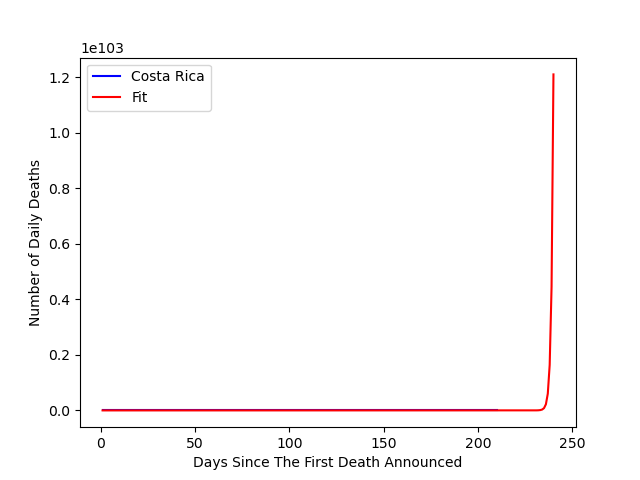 1e103
Costa Rica
Fit
1.2
1.0
0.8
0.6
0.4
0.2
0.0
Number of Daily Deaths
0 50 100 150 200 250
Days Since The First Death Announced